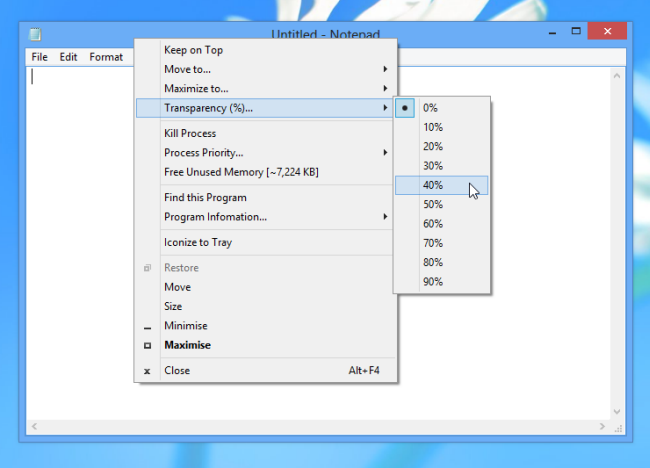 Untitled - Notepad
File Edit Format
Keep on Top
Move to...
Maximize to...
Transparency (%)...
Kill Process
Process Priority...
Free Unused Memory [~7,224 KB]
Find this Program
Program Infomation...
Iconize to Tray
Restore
Move
Size
Minimise
Maximise
Close Alt+F4
0%
10%
20%
30%
40%
50%
60%
70%
80%
90%